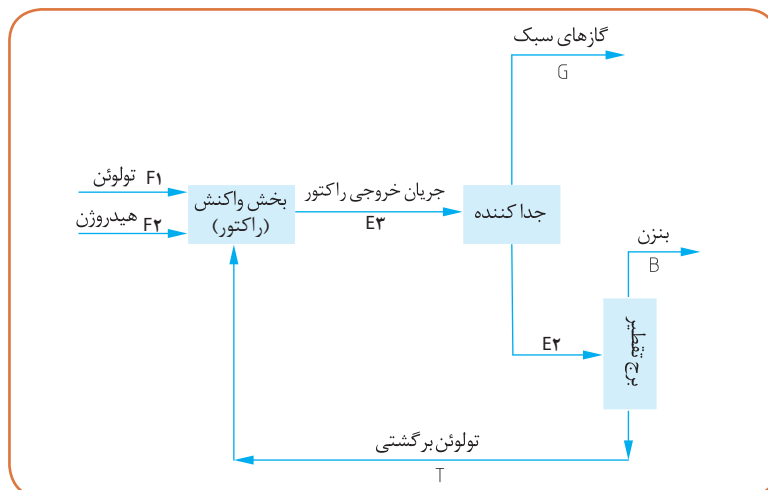 گازهای سبک
G
تولوئن F۱
هیدروژن F۲
بخش واکنش
(راکتور)
جریان خروجی راکتور
E۳
جدا کننده
بنزن
B
E۲
برج تقطیر
تولوئن برگشتی
T